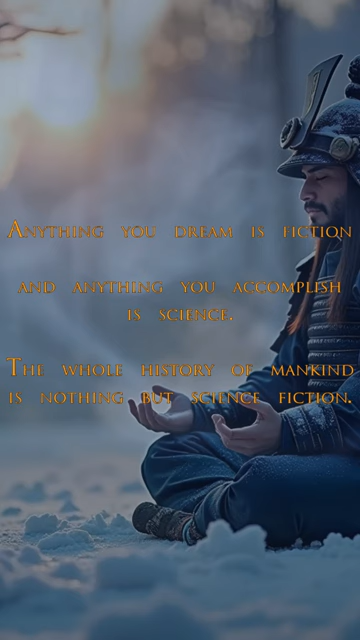 Anything you dream is fiction
and anything you accomplish
is science.
The whole history of mankind
is nothing but science fiction.